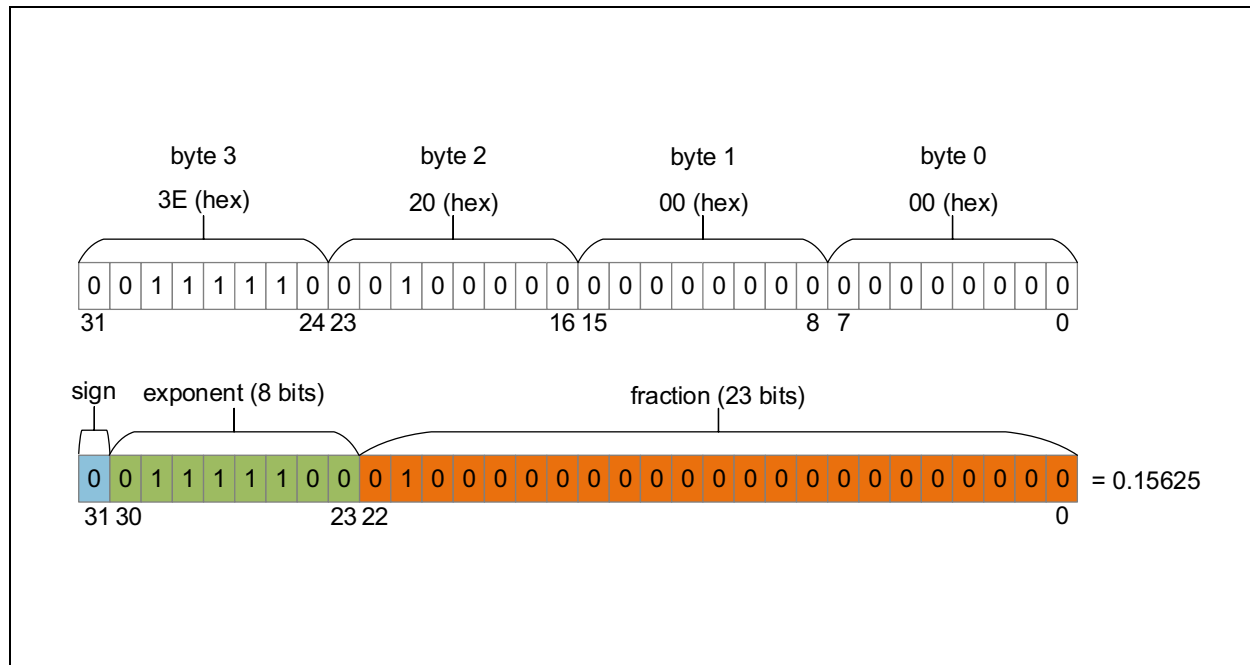 byte 3 byte 2 byte 1 byte 0
3E (hex) 20 (hex) 00 (hex) 00 (hex)
0 0 1 1 1 1 1 0 0 0 1 0 0 0 0 0 0 0 0 0 0 0 0 0 0 0 0 0 0 0 0 0
31 24 23 16 15 8 7 0
sign exponent (8 bits) fraction (23 bits)
0 0 1 1 1 1 1 0 0 0 1 0 0 0 0 0 0 0 0 0 0 0 0 0 0 0 0 0 0 0 0 0 = 0.15625
31 30 23 22 0